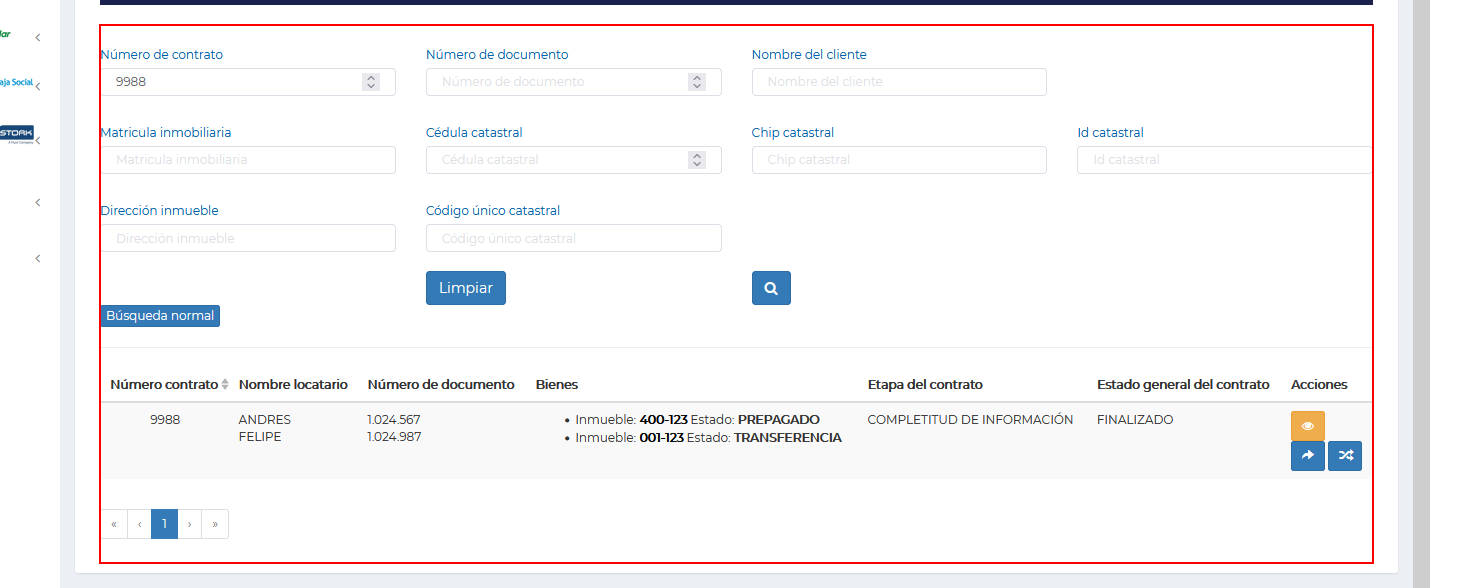 Número de contrato Número de documento Nombre del cliente
9988 Número de documento Nombre del cliente
aja Social
Matricula inmobiliaria Cédula catastral Chip catastral Id catastral
STORK
Matricula inmobiliaria Cédula catastral Chip catastral Id catastral
Dirección inmueble Código único catastral
Dirección inmueble Código único catastral
Limpiar
Búsqueda normal
Número contrato Nombre locatario Número de documento Bienes Etapa del contrato Estado general del contrato Acciones
9988 ANDRES 1.024.567 • Inmueble: 400-123 Estado: PREPAGADO COMPLETITUD DE INFORMACIÓN FINALIZADO
FELIPE 1.024.987 • Inmueble: 001-123 Estado: TRANSFERENCIA
« ‹ 1 › »